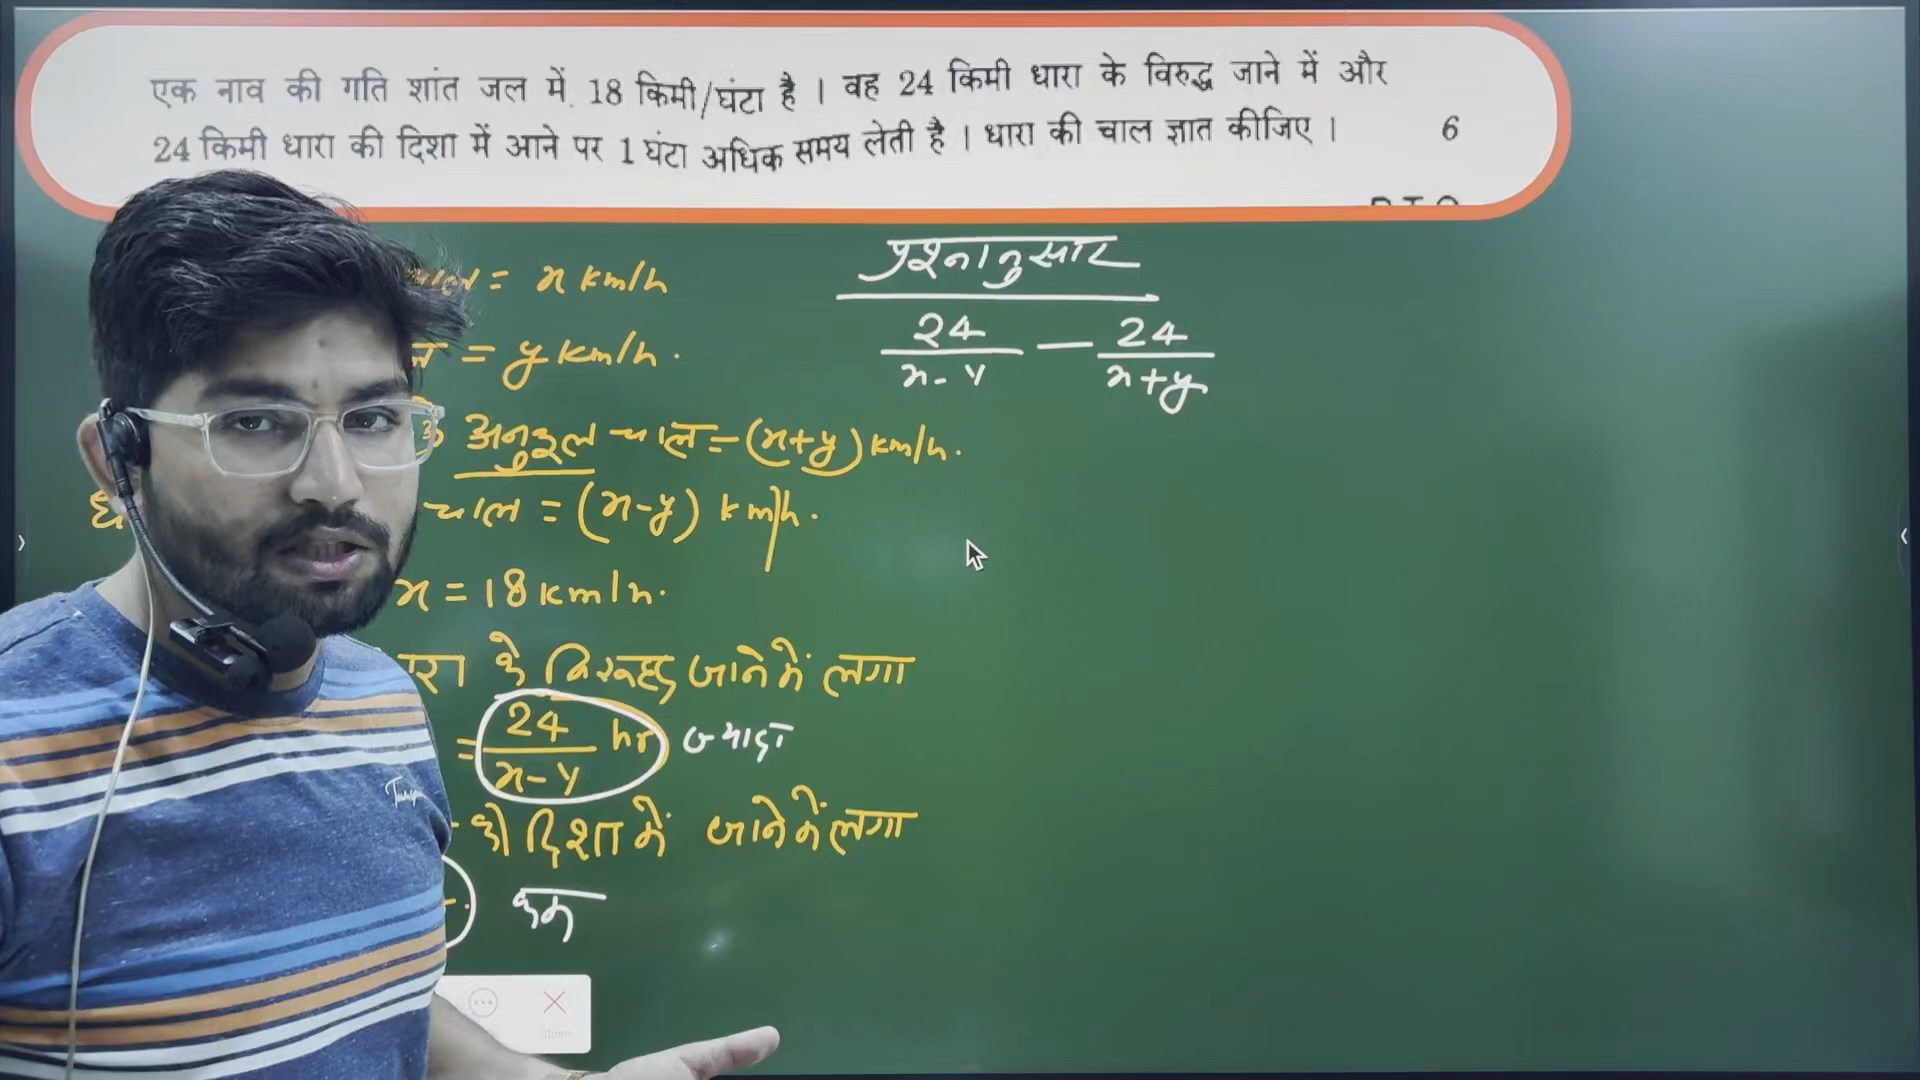 एक नाव की गति शांत जल में 18 किमी/घंटा है । वह 24 किमी धारा के विरुद्ध जाने में और
24 किमी धारा की दिशा में आने पर 1 घंटा अधिक समय लेती है । धारा की चाल ज्ञात कीजिए । 6
= x km/h
= y km/h.
अनुकूल चाल = (x+y) km/h.
चाल = (x-y) km/h.
x = 18 km/h.
के विरूद्ध जाने में लगा
= 24/x-y hr ज्यादा
की दिशा में जाने में लगा
कम
प्रश्नानुसार
24/x-y — 24/x+y